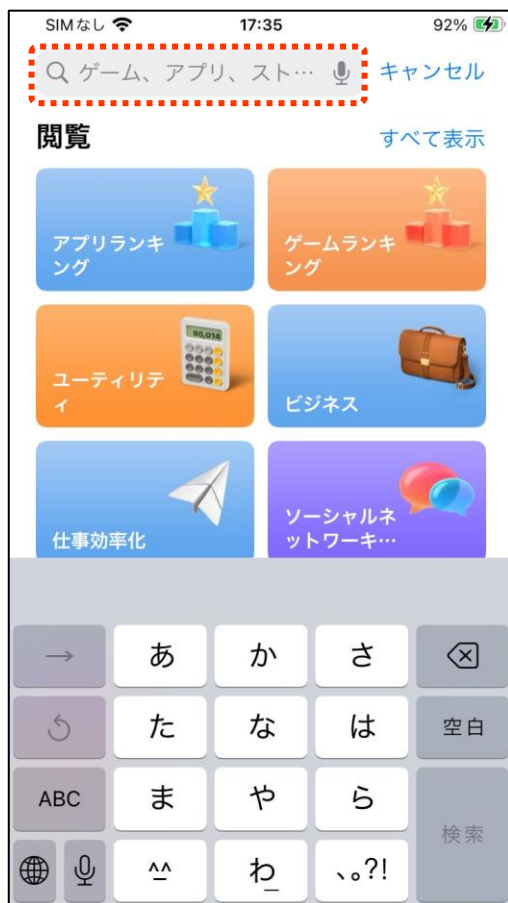 SIMなし 17:35 92%
ゲーム、アプリ、スト… キャンセル
閲覧 すべて表示
アプリランキ
ング
ゲームランキ
ング
95,014
ユーティリテ
ィ
ビジネス
仕事効率化
ソーシャルネ
ットワーキ…
→ あ か さ
た な は 空白
ABC ま や ら
検索
^^ わ 、。?!